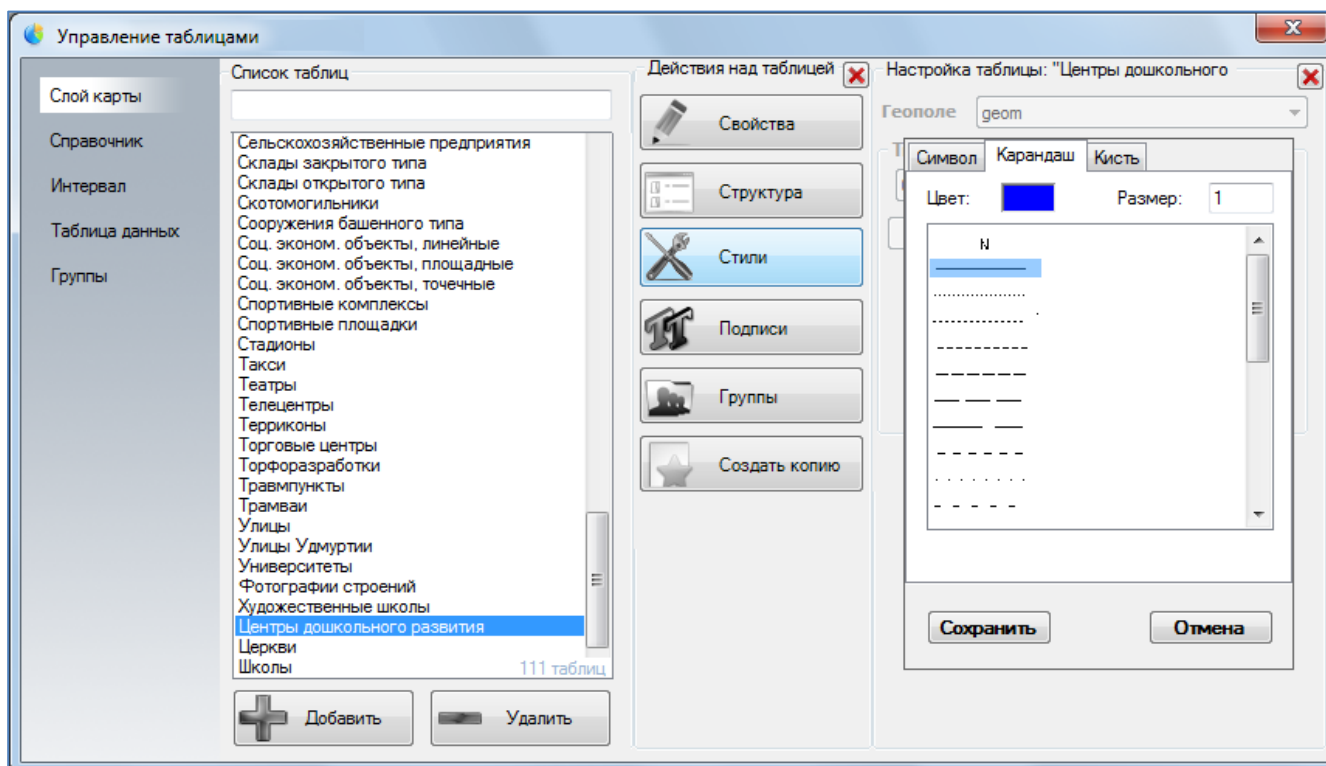 Управление таблицами
x
Слой карты
Справочник
Интервал
Таблица данных
Группы
Список таблиц
Сельскохозяйственные предприятия
Склады закрытого типа
Склады открытого типа
Скотомогильники
Сооружения башенного типа
Соц. эконом. объекты, линейные
Соц. эконом. объекты, площадные
Соц. эконом. объекты, точечные
Спортивные комплексы
Спортивные площадки
Стадионы
Такси
Театры
Телецентры
Терриконы
Торговые центры
Торфоразработки
Травмпункты
Трамваи
Улицы
Улицы Удмуртии
Университеты
Фотографии строений
Художественные школы
Центры дошкольного развития
Церкви
Школы 111 таблиц
Добавить Удалить
Действия над таблицей
Свойства
Структура
Стили
Подписи
Группы
Создать копию
Настройка таблицы: "Центры дошкольного
Геополе geom
Символ Карандаш Кисть
Цвет: Размер: 1
N
Сохранить Отмена